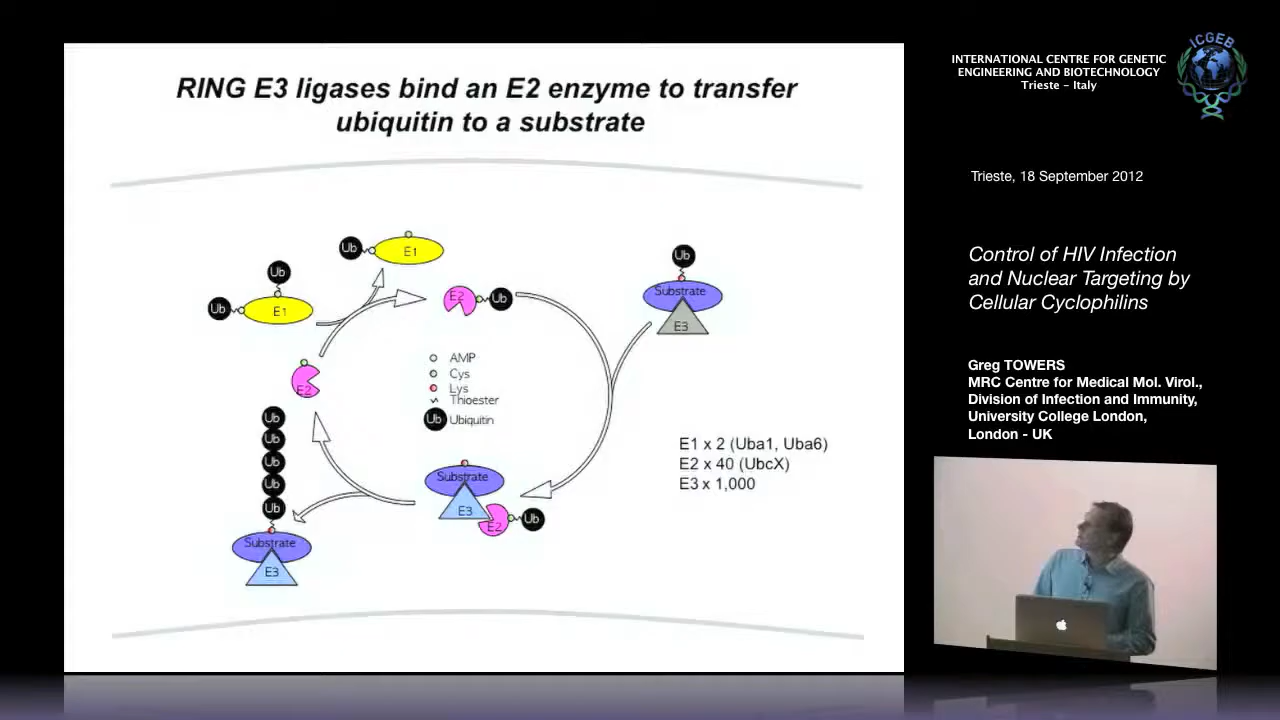 RING E3 ligases bind an E2 enzyme to transfer
ubiquitin to a substrate
Ub
E1
Ub
Ub
E1
E2
Ub
Ub
Substrate
E3
E2
AMP
Cys
Lys
Thioester
Ub Ubiquitin
E1 x 2 (Uba1, Uba6)
E2 x 40 (UbcX)
E3 x 1,000
Ub
Ub
Ub
Ub
Ub
Substrate
E3
Substrate
E3
E2
Ub
ICGEB
INTERNATIONAL CENTRE FOR GENETIC
ENGINEERING AND BIOTECHNOLOGY
Trieste - Italy
Trieste, 18 September 2012
Control of HIV Infection
and Nuclear Targeting by
Cellular Cyclophilins
Greg TOWERS
MRC Centre for Medical Mol. Virol.,
Division of Infection and Immunity,
University College London,
London - UK